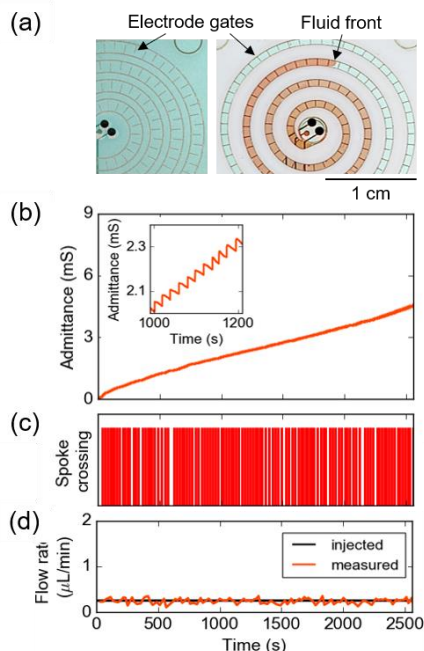 (a)
Electrode gates
Fluid front
1 cm
(b)
Admittance (mS)
9
6
3
0
Admittance (mS)
2.3
2.1
1000
1200
Time (s)
(c)
Spoke
crossing
(d)
Flow rate
(µL/min)
2
1
0
injected
measured
0
500
1000
1500
2000
2500
Time (s)